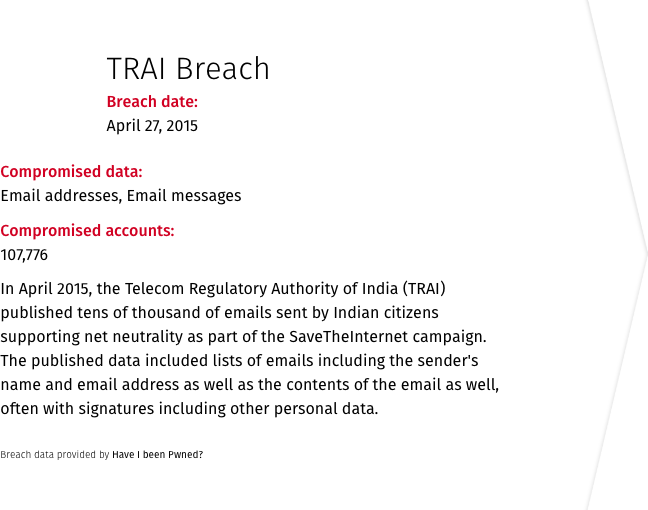 TRAI Breach
Breach date:
April 27, 2015
Compromised data:
Email addresses, Email messages
Compromised accounts:
107,776
In April 2015, the Telecom Regulatory Authority of India (TRAI)
published tens of thousand of emails sent by Indian citizens
supporting net neutrality as part of the SaveTheInternet campaign.
The published data included lists of emails including the sender's
name and email address as well as the contents of the email as well,
often with signatures including other personal data.
Breach data provided by Have I been Pwned?